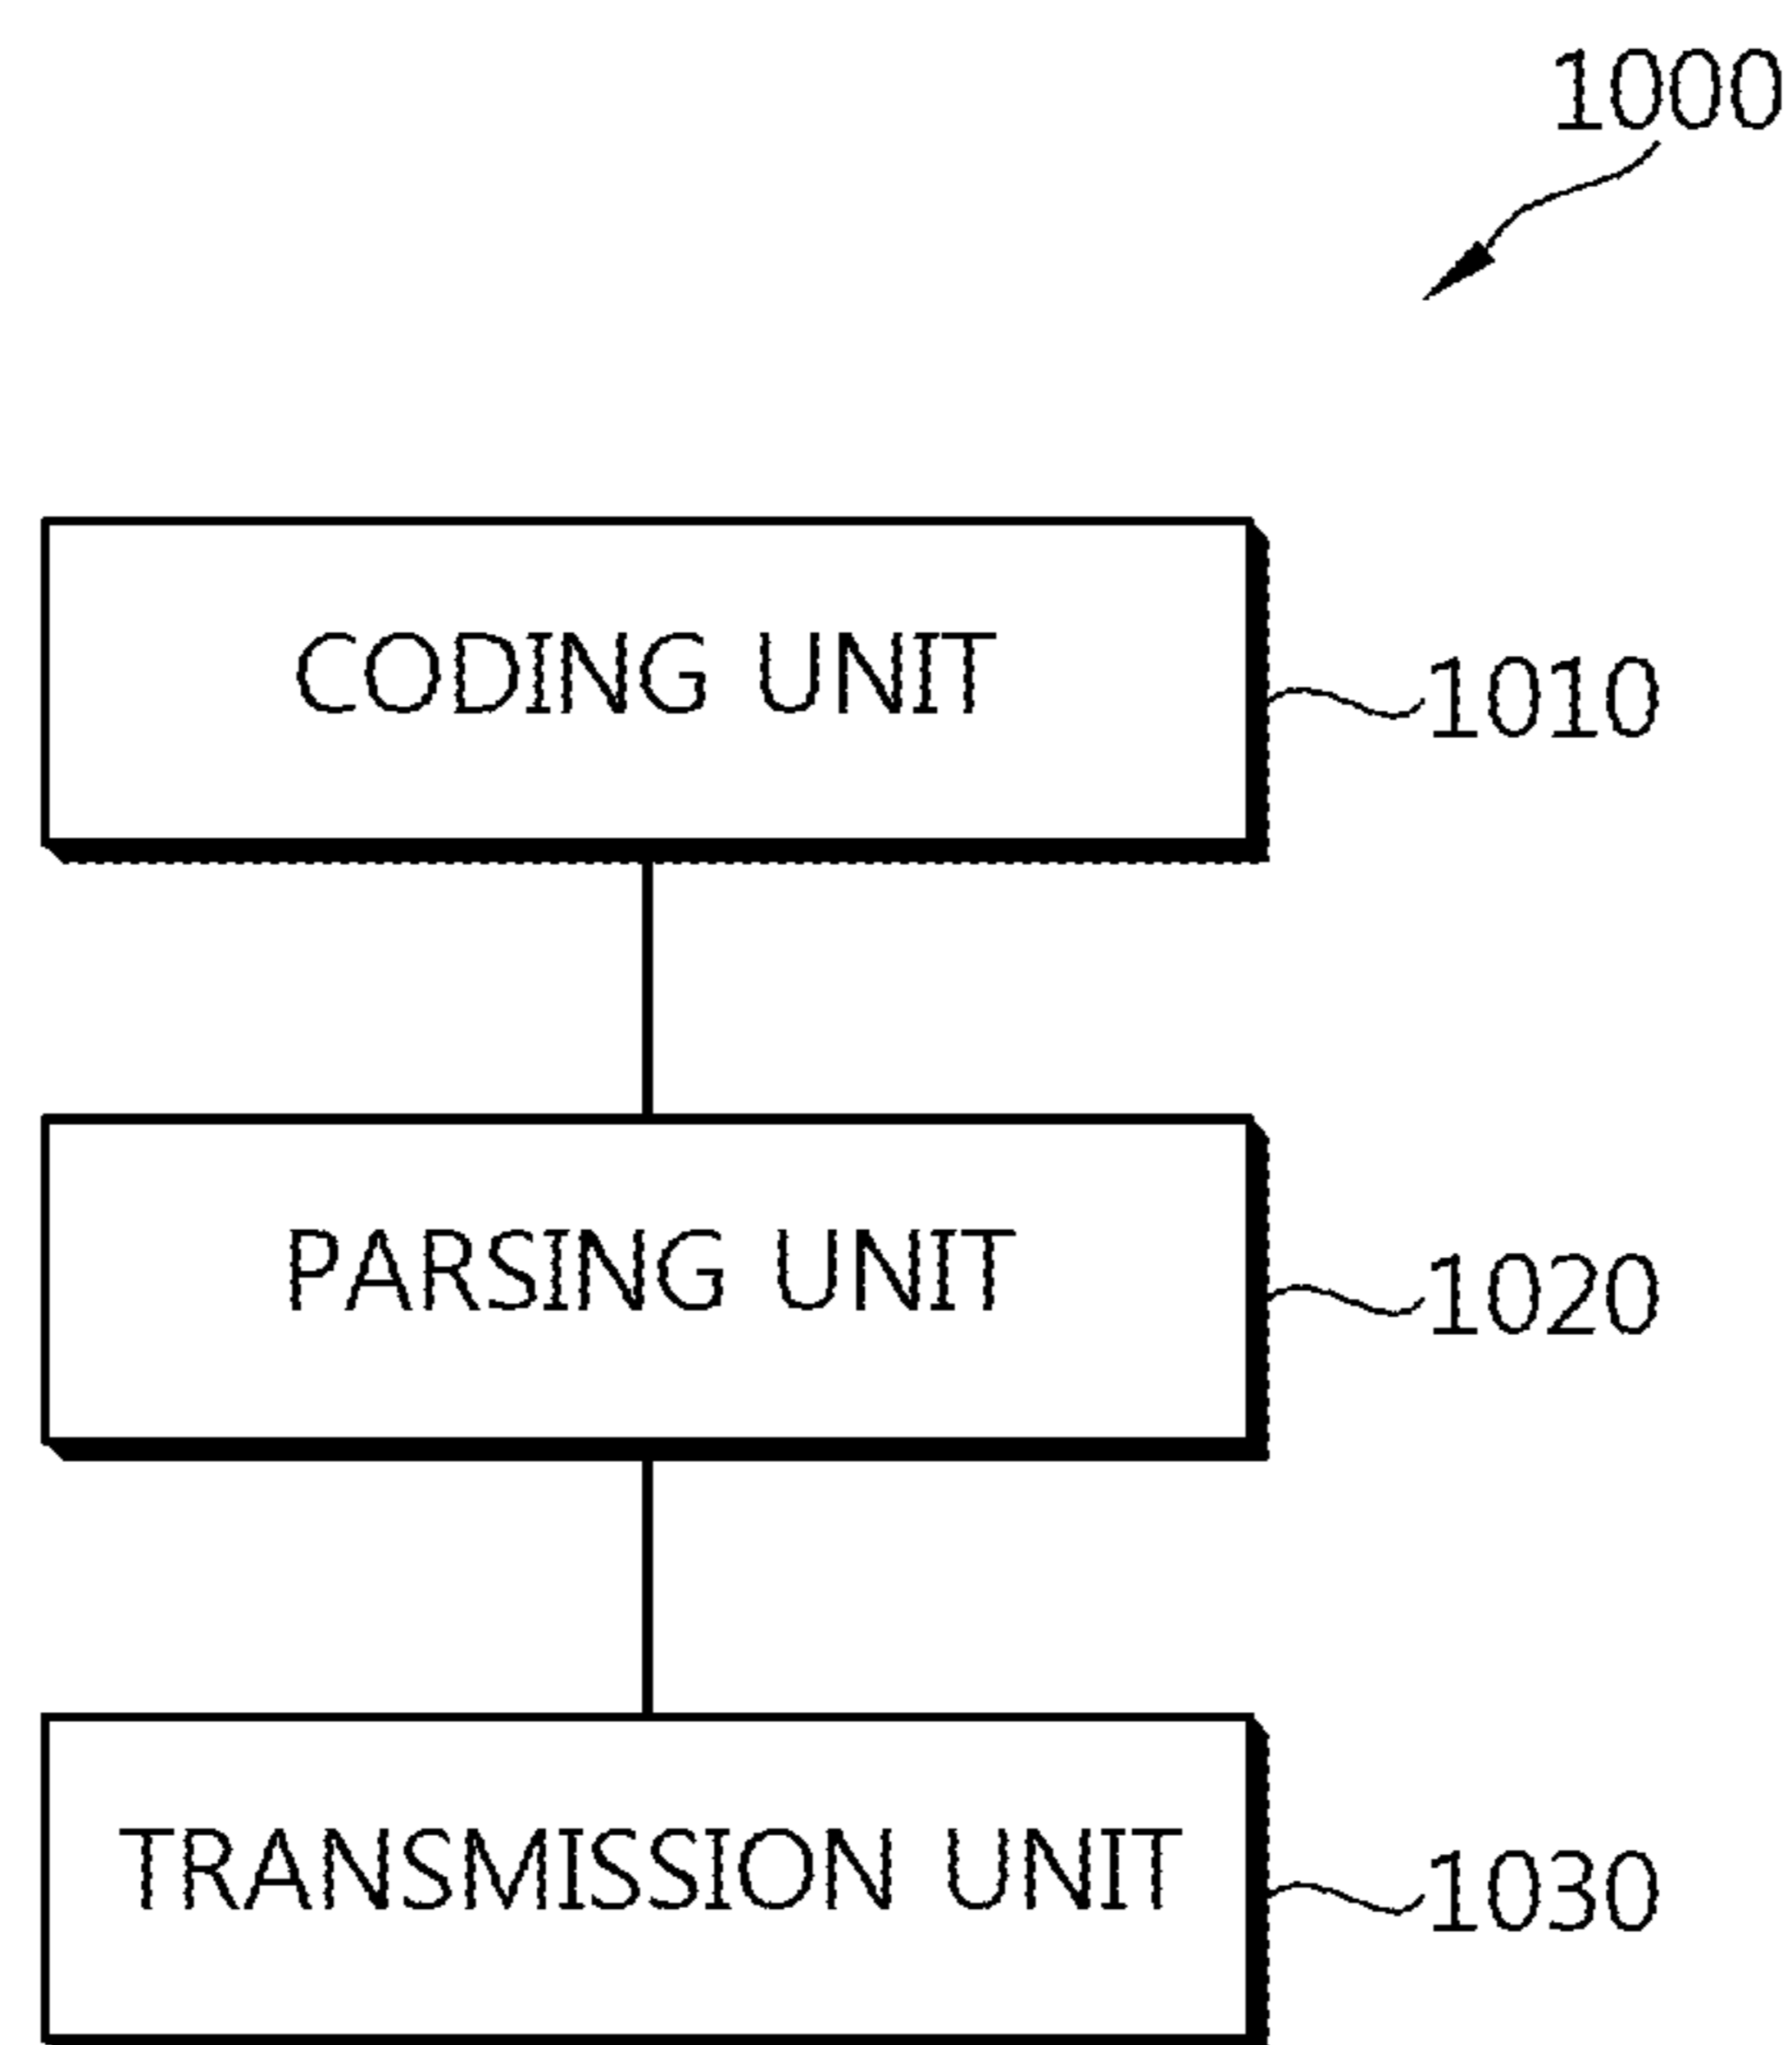 1000
CODING UNIT
1010
PARSING UNIT
1020
TRANSMISSION UNIT
1030